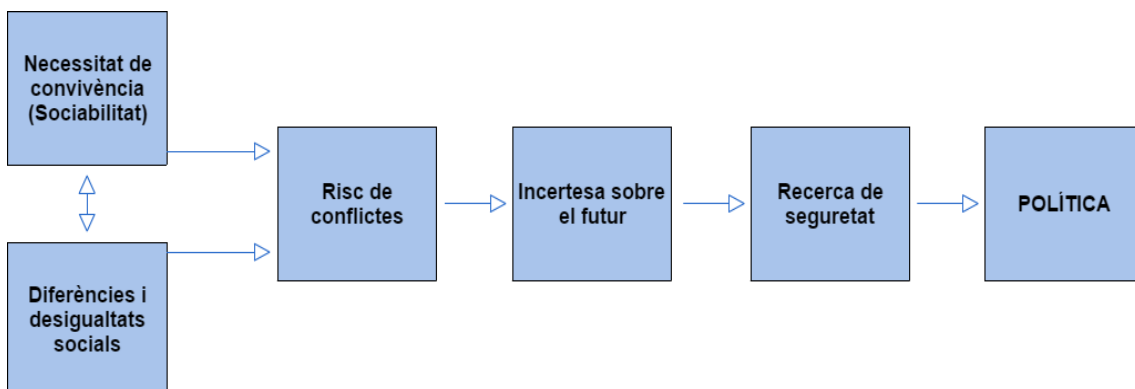 Necessitat de
convivència
(Sociabilitat)
Diferències i
desigualtats
socials
Risc de
conflictes
Incertesa sobre
el futur
Recerca de
seguretat
POLÍTICA